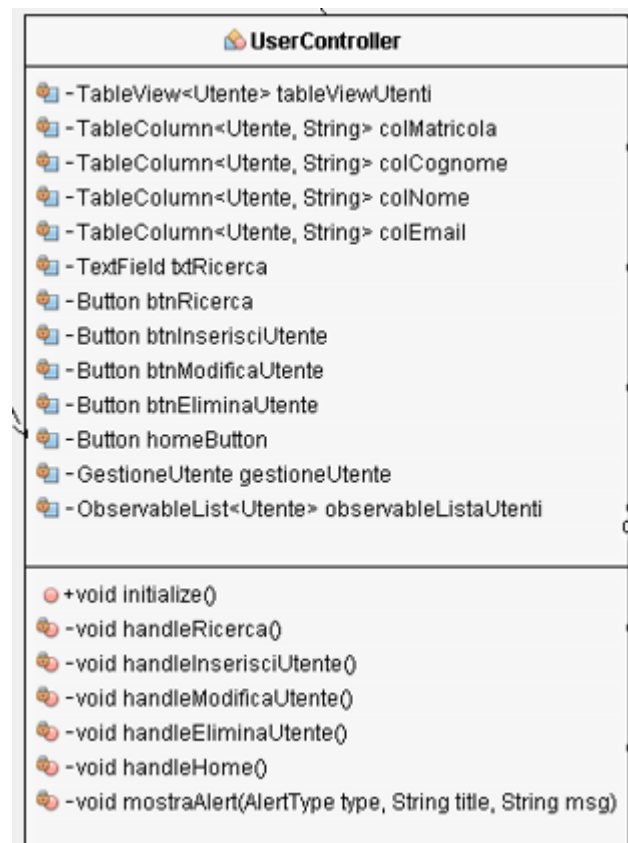 UserController
-TableView<Utente> tableViewUtenti
-TableColumn<Utente, String> colMatricola
-TableColumn<Utente, String> colCognome
-TableColumn<Utente, String> colNome
-TableColumn<Utente, String> colEmail
-TextField txtRicerca
-Button btnRicerca
-Button btnInserisciUtente
-Button btnModificaUtente
-Button btnEliminaUtente
-Button homeButton
-GestioneUtente gestioneUtente
-ObservableList<Utente> observableListaUtenti
+void initialize()
-void handleRicerca()
-void handleInserisciUtente()
-void handleModificaUtente()
-void handleEliminaUtente()
-void handleHome()
-void mostraAlert(AlertType type, String title, String msg)